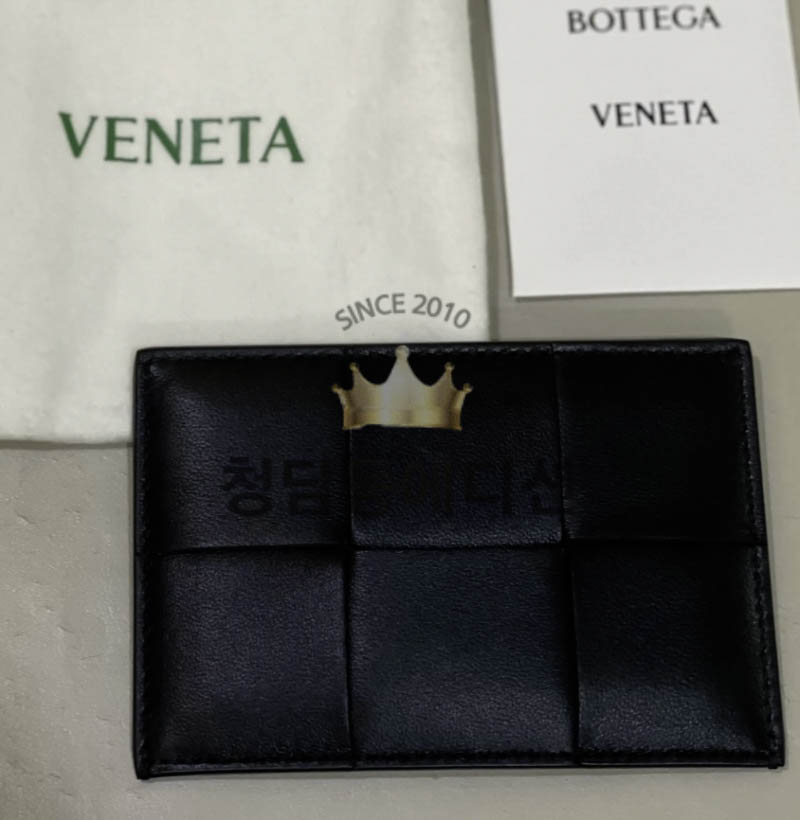 BOTTEGA
VENETA
VENETA
SINCE 2010
청담